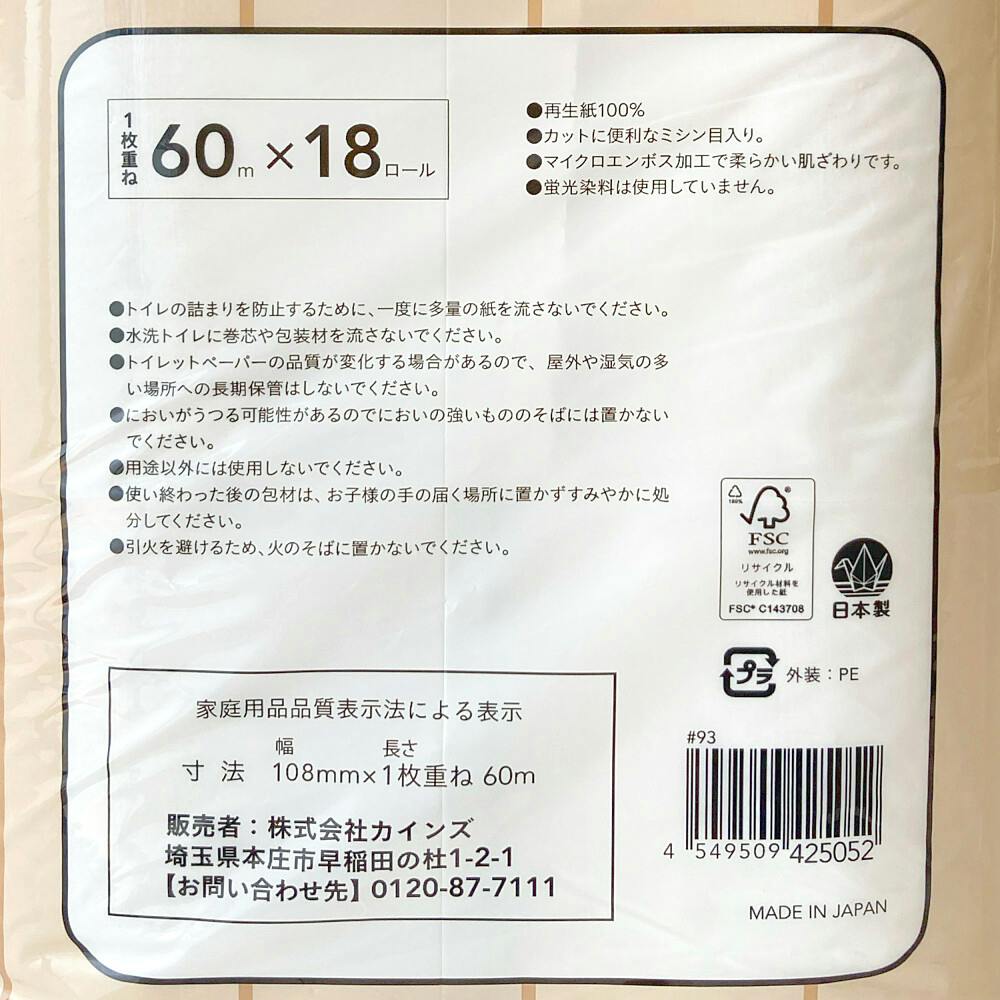 1枚重ね 60m×18ロール
●再生紙100%
●カットに便利なミシン目入り。
●マイクロエンボス加工で柔らかい肌ざわりです。
●蛍光染料は使用していません。
●トイレの詰まりを防止するために、一度に多量の紙を流さないでください。
●水洗トイレに巻芯や包装材を流さないでください。
●トイレットペーパーの品質が変化する場合があるので、屋外や湿気の多
い場所への長期保管はしないでください。
●においがうつる可能性があるのでにおいの強いもののそばには置かない
でください。
●用途以外には使用しないでください。
●使い終わった後の包材は、お子様の手の届く場所に置かずすみやかに処
分してください。
●引火を避けるため、火のそばに置かないでください。
100%
®
FSC
www.fsc.org
リサイクル
リサイクル材料を
使用した紙
FSC® C143708
日本製
プラ 外装：PE
家庭用品品質表示法による表示
幅 長さ
寸法 108mm×1枚重ね 60m
販売者：株式会社カインズ
埼玉県本庄市早稲田の杜1-2-1
【お問い合わせ先】0120-87-7111
#93
4 549509 425052
MADE IN JAPAN